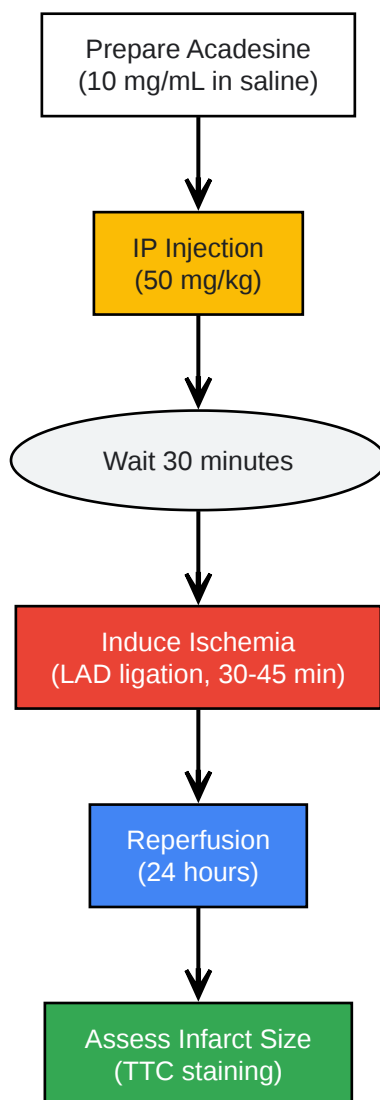 Prepare Acadesine
(10 mg/mL in saline)
IP Injection
(50 mg/kg)
Wait 30 minutes
Induce Ischemia
(LAD ligation, 30-45 min)
Reperfusion
(24 hours)
Assess Infarct Size
(TTC staining)